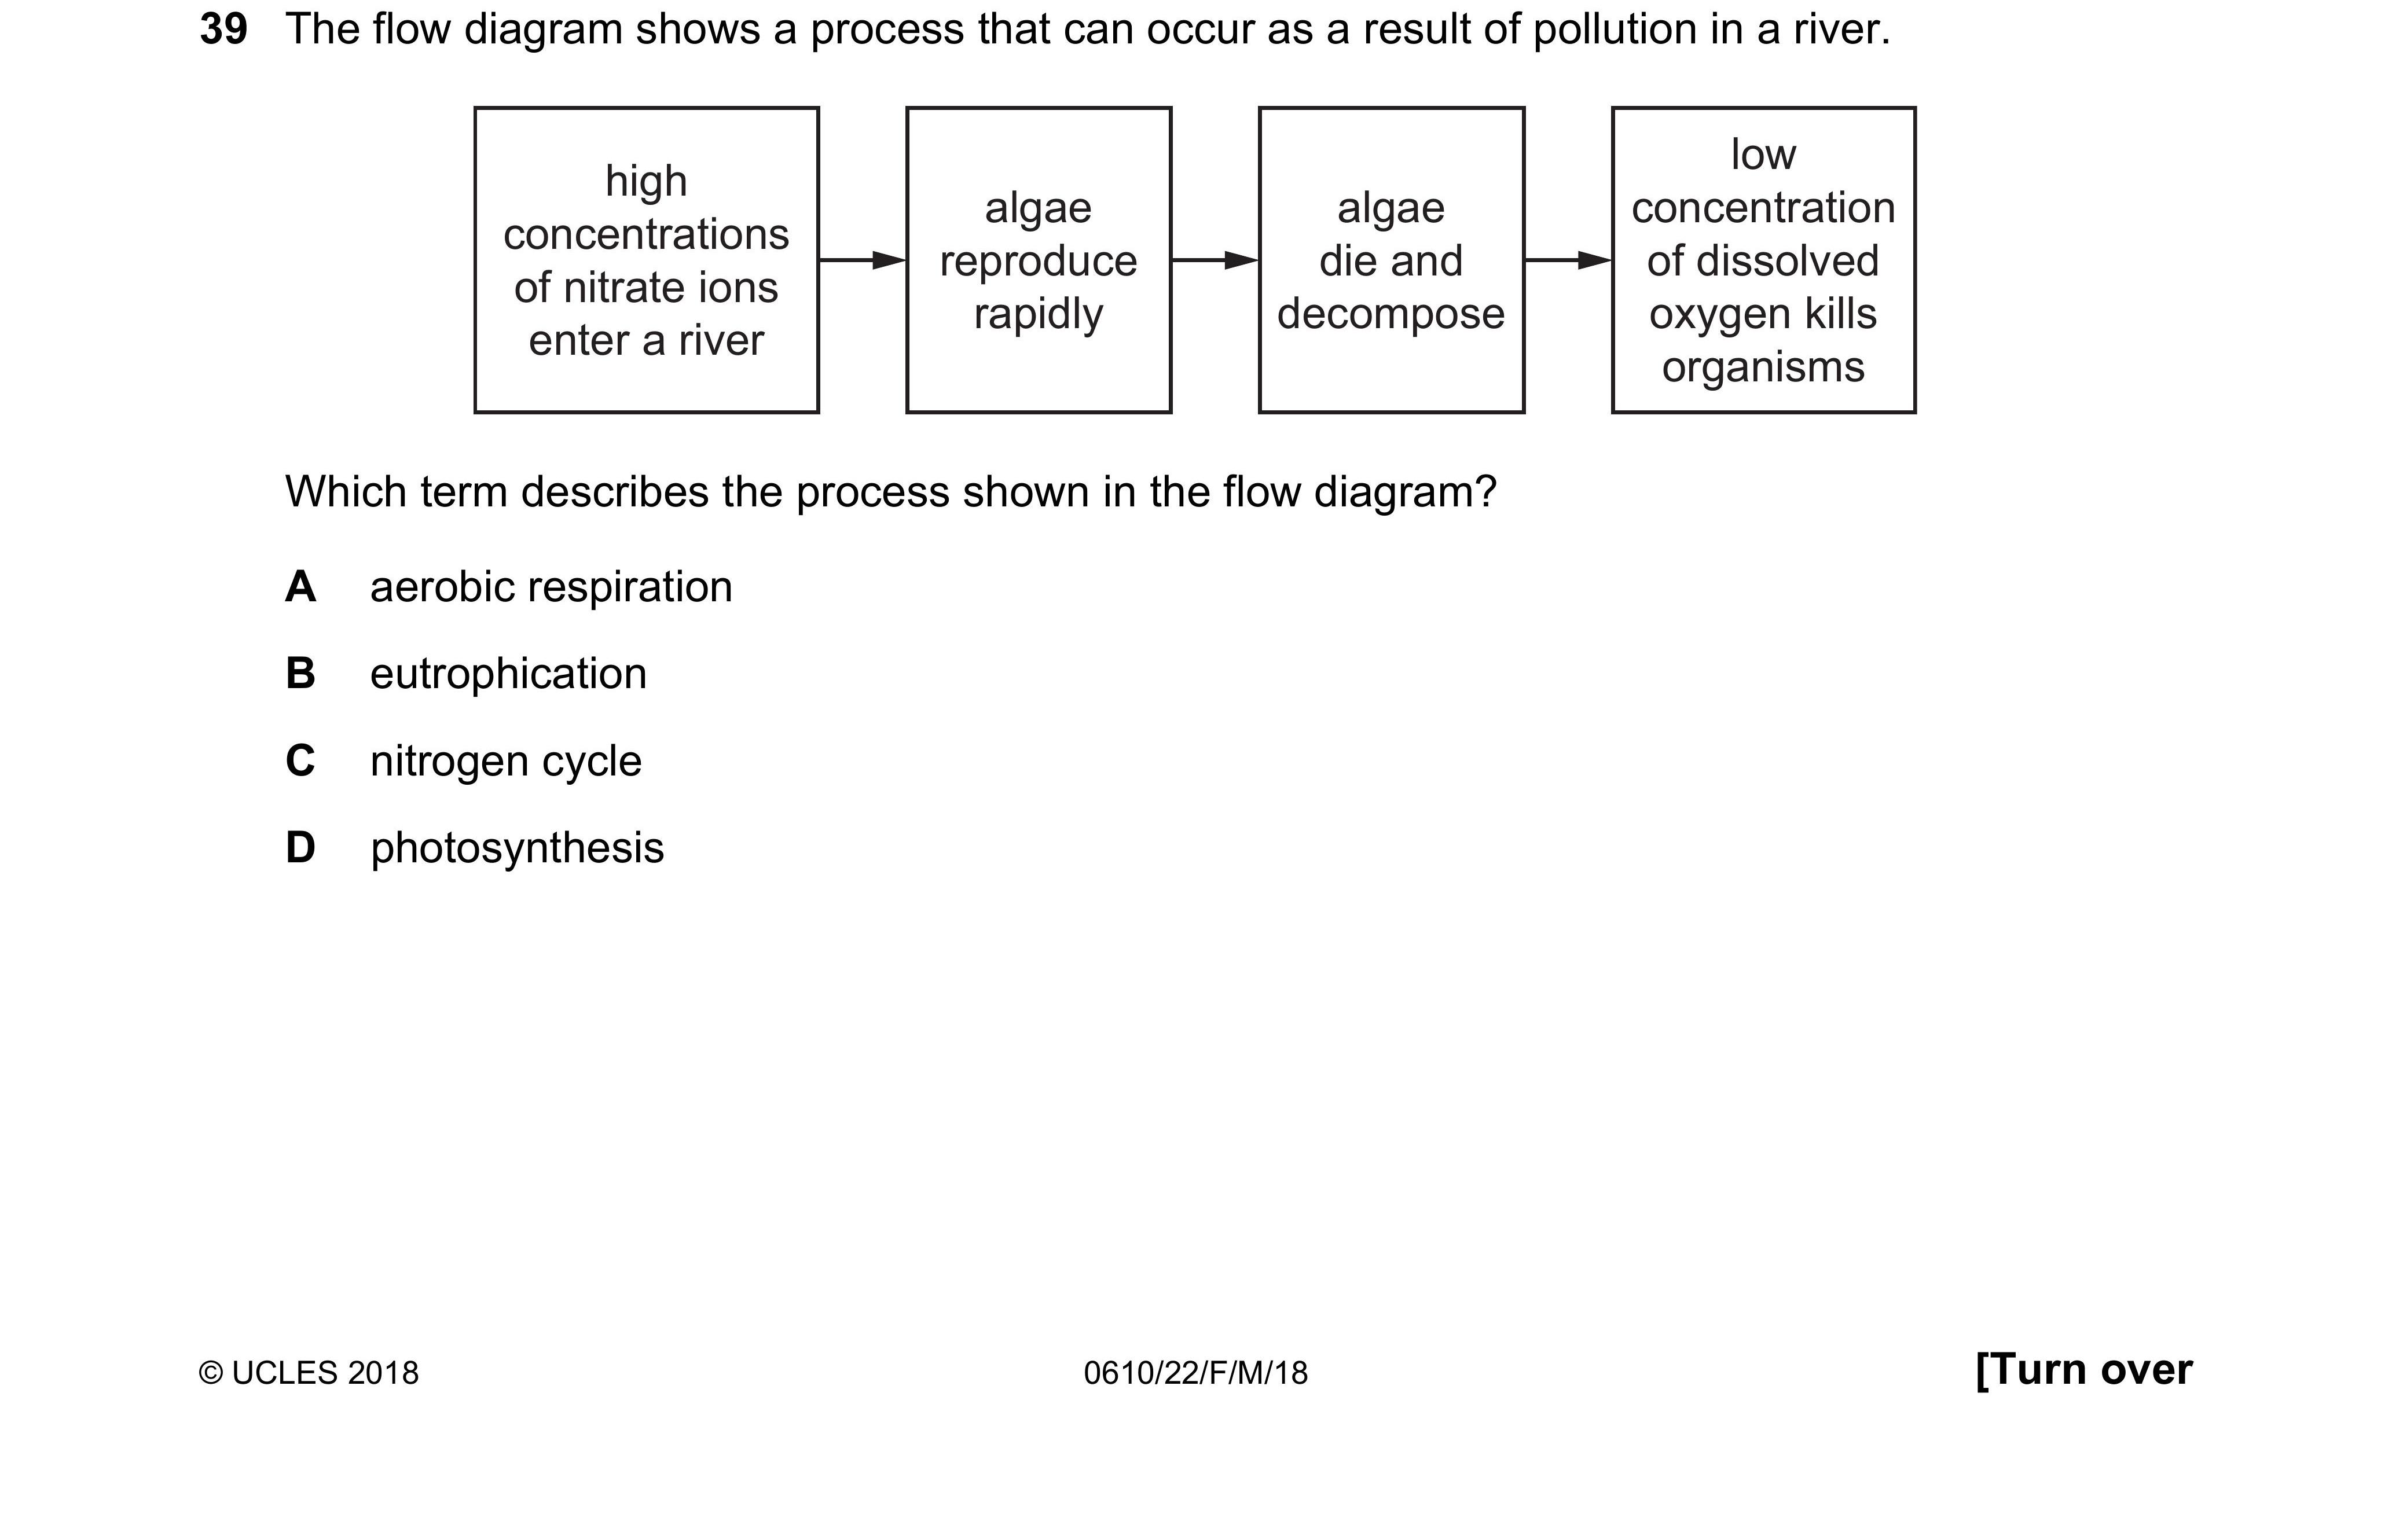 39 The flow diagram shows a process that can occur as a result of pollution in a river.
high
concentrations
of nitrate ions
enter a river
algae
reproduce
rapidly
algae
die and
decompose
low
concentration
of dissolved
oxygen kills
organisms
Which term describes the process shown in the flow diagram?
A aerobic respiration
B eutrophication
C nitrogen cycle
D photosynthesis
© UCLES 2018 0610/22/F/M/18 [Turn over